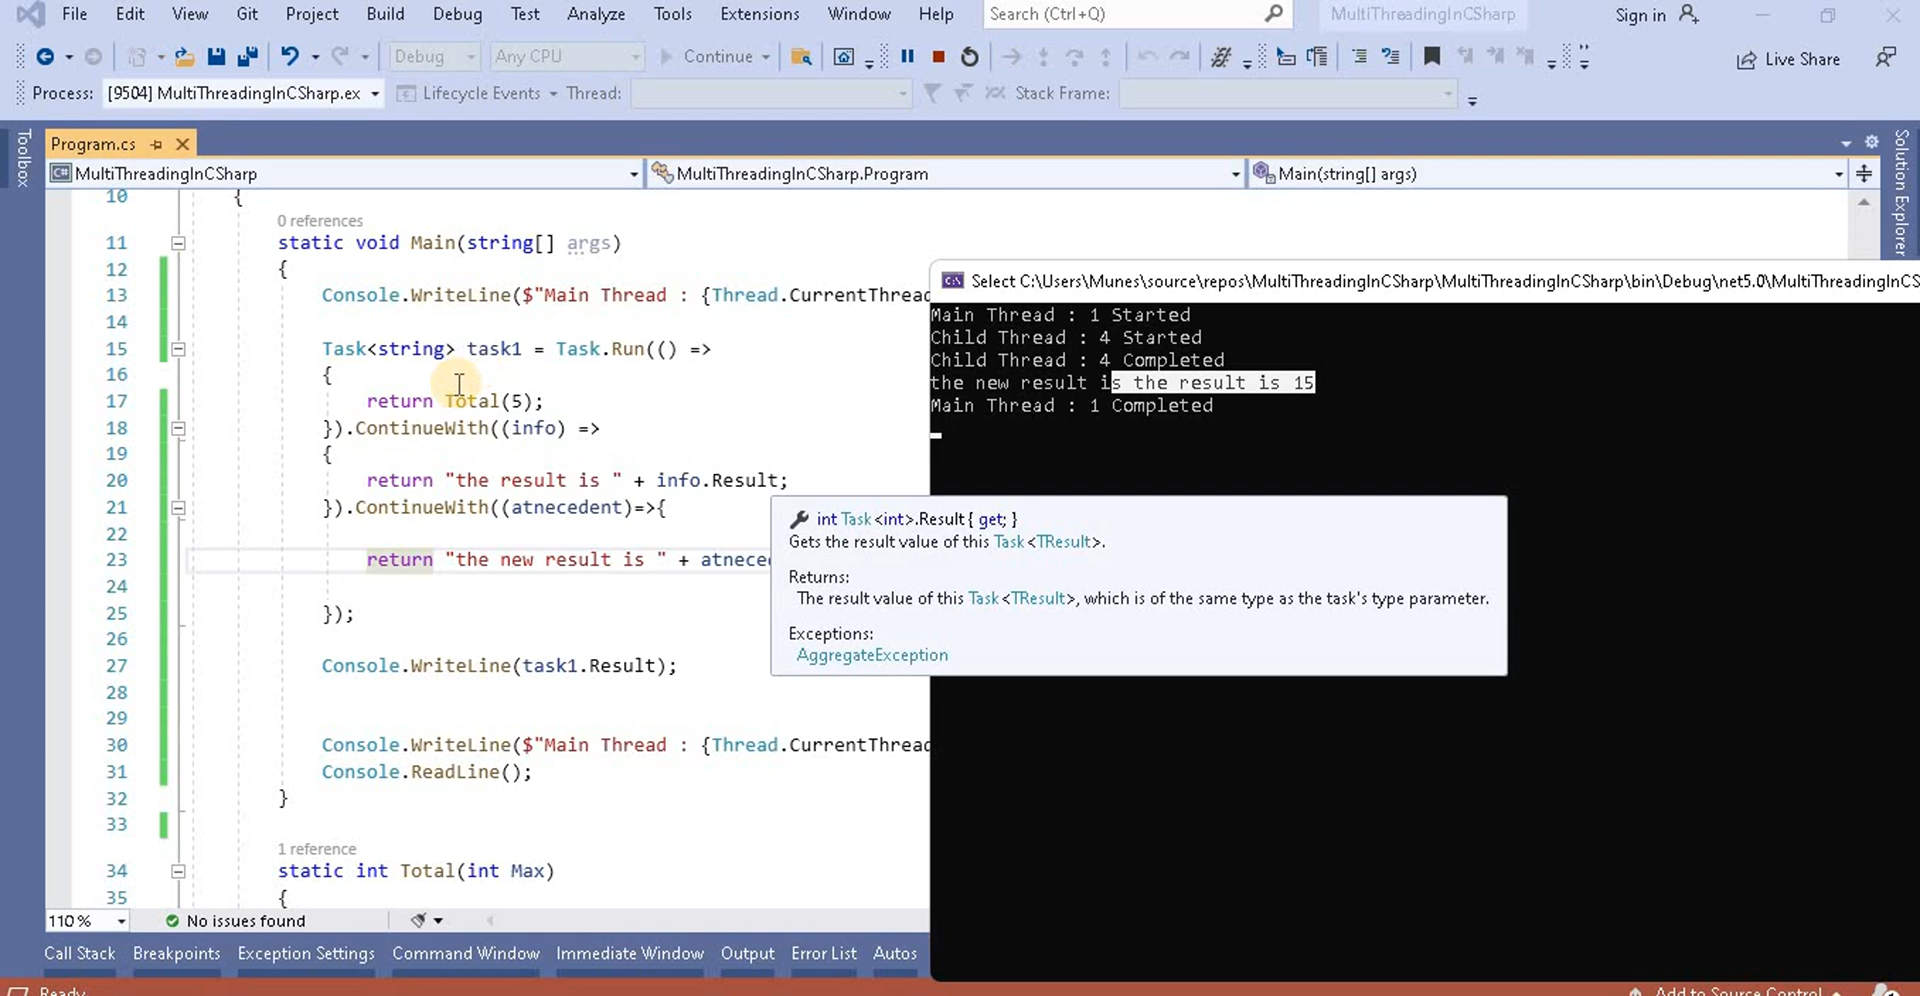 File Edit View Git Project Build Debug Test Analyze Tools Extensions Window Help Search (Ctrl+Q) MultiThreadingInCSharp Sign in
Debug Any CPU Continue Live Share
Process: [9504] MultiThreadingInCSharp.ex Lifecycle Events Thread: Stack Frame:
Toolbox
Program.cs
Solution Explorer
MultiThreadingInCSharp MultiThreadingInCSharp.Program Main(string[] args)
10 {
0 references
11 static void Main(string[] args)
12 {
13 Console.WriteLine($"Main Thread : {Thread.CurrentThread
14
15 Task<string> task1 = Task.Run(() =>
16 {
17 return Total(5);
18 }).ContinueWith((info) =>
19 {
20 return "the result is " + info.Result;
21 }).ContinueWith((atnecedent)=>{
22
23 return "the new result is " + atnecec
24
25 });
26
27 Console.WriteLine(task1.Result);
28
29
30 Console.WriteLine($"Main Thread : {Thread.CurrentThread
31 Console.ReadLine();
32 }
33
1 reference
34 static int Total(int Max)
35 {
Select C:\Users\Munes\source\repos\MultiThreadingInCSharp\MultiThreadingInCSharp\bin\Debug\net5.0\MultiThreadingInCS
Main Thread : 1 Started
Child Thread : 4 Started
Child Thread : 4 Completed
the new result is the result is 15
Main Thread : 1 Completed
int Task<int>.Result { get; }
Gets the result value of this Task<TResult>.
Returns:
The result value of this Task<TResult>, which is of the same type as the task's type parameter.
Exceptions:
AggregateException
110 % No issues found
Call Stack Breakpoints Exception Settings Command Window Immediate Window Output Error List Autos
Ready Add to Source Control